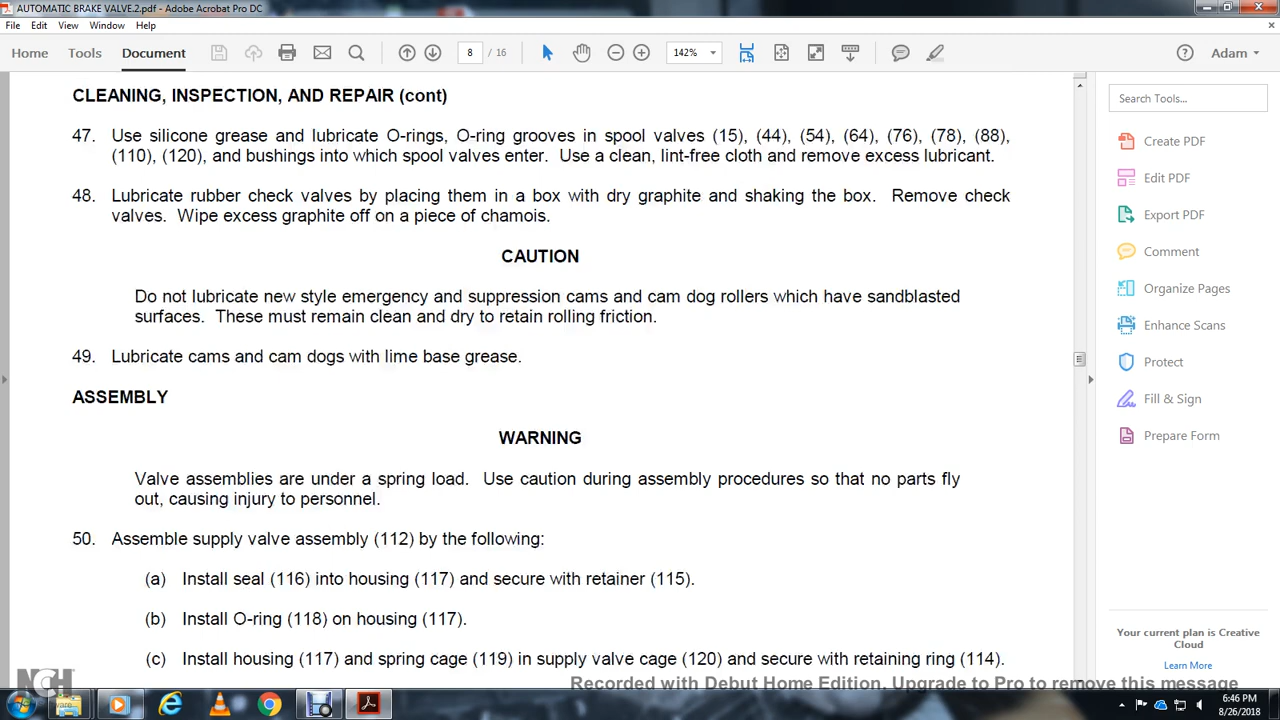 AUTOMATIC BRAKE VALVE.2.pdf - Adobe Acrobat Pro DC
File Edit View Window Help
Home Tools Document 8 / 16 142% Adam
CLEANING, INSPECTION, AND REPAIR (cont)
47. Use silicone grease and lubricate O-rings, O-ring grooves in spool valves (15), (44), (54), (64), (76), (78), (88),
(110), (120), and bushings into which spool valves enter. Use a clean, lint-free cloth and remove excess lubricant.
48. Lubricate rubber check valves by placing them in a box with dry graphite and shaking the box. Remove check
valves. Wipe excess graphite off on a piece of chamois.
CAUTION
Do not lubricate new style emergency and suppression cams and cam dog rollers which have sandblasted
surfaces. These must remain clean and dry to retain rolling friction.
49. Lubricate cams and cam dogs with lime base grease.
ASSEMBLY
WARNING
Valve assemblies are under a spring load. Use caution during assembly procedures so that no parts fly
out, causing injury to personnel.
50. Assemble supply valve assembly (112) by the following:
(a) Install seal (116) into housing (117) and secure with retainer (115).
(b) Install O-ring (118) on housing (117).
(c) Install housing (117) and spring cage (119) in supply valve cage (120) and secure with retaining ring (114).
Search Tools...
Create PDF
Edit PDF
Export PDF
Comment
Organize Pages
Enhance Scans
Protect
Fill & Sign
Prepare Form
Your current plan is Creative
Cloud
Learn More
NCH
Recorded with Debut Home Edition. Upgrade to Pro to remove this message
6:46 PM
8/26/2018